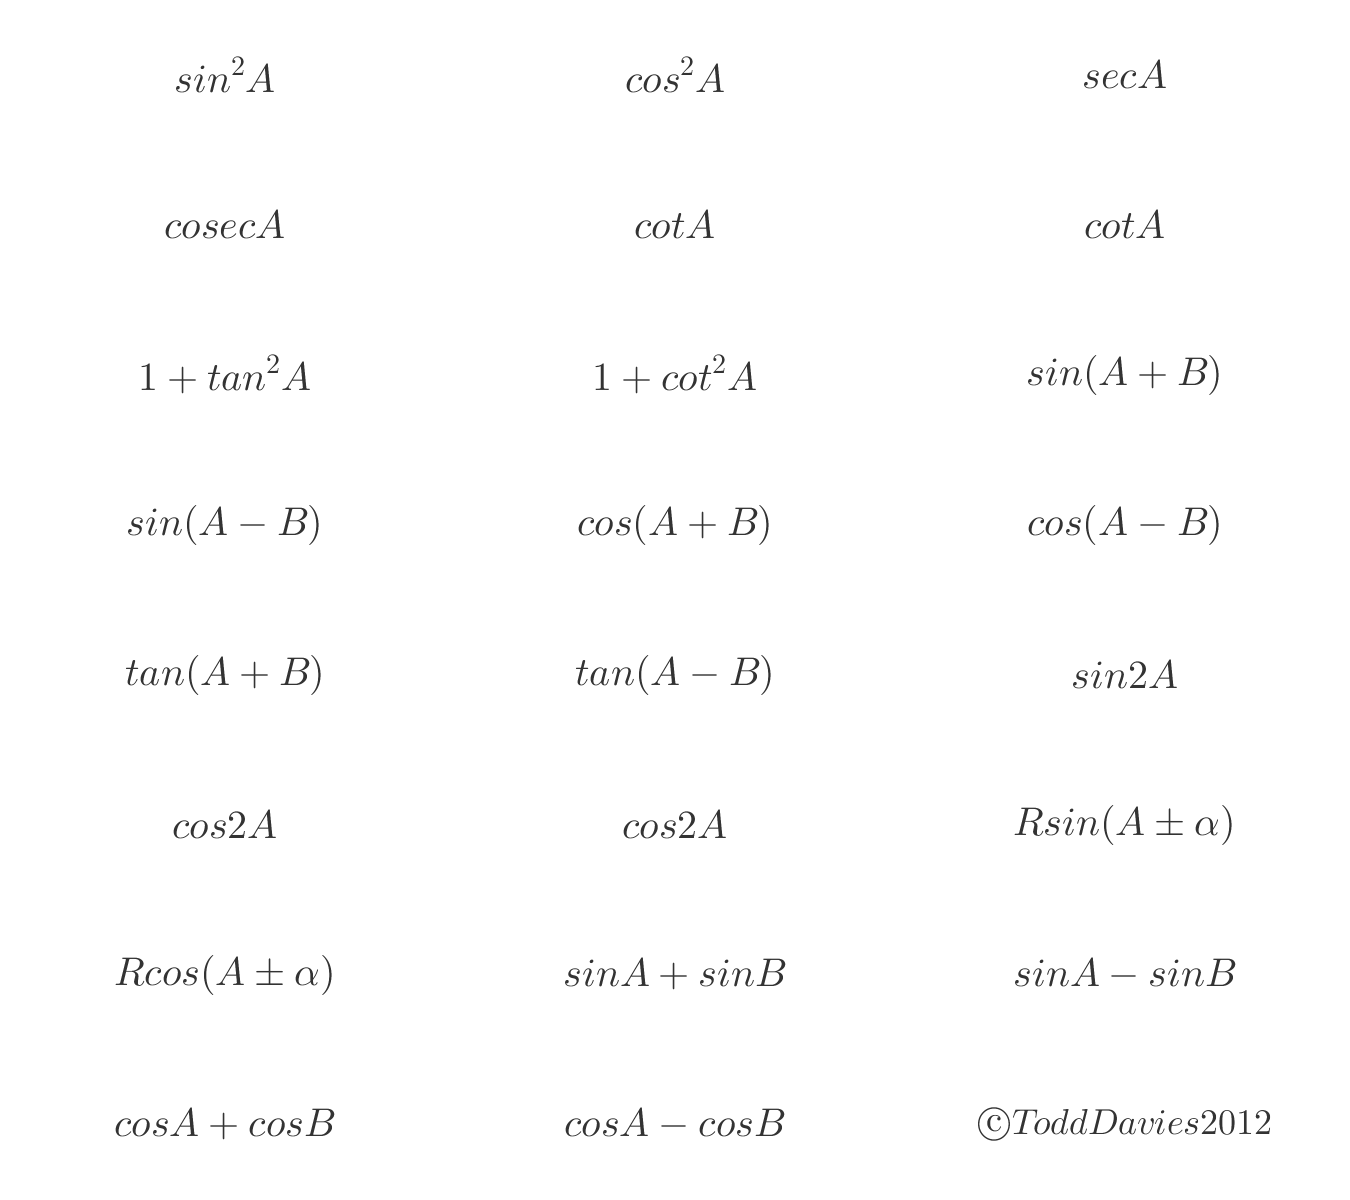 sin²A cos²A secA
cosecA cotA cotA
1 + tan²A 1 + cot²A sin(A + B)
sin(A − B) cos(A + B) cos(A − B)
tan(A + B) tan(A − B) sin2A
cos2A cos2A Rsin(A ± α)
Rcos(A ± α) sinA + sinB sinA − sinB
cosA + cosB cosA − cosB ©ToddDavies2012